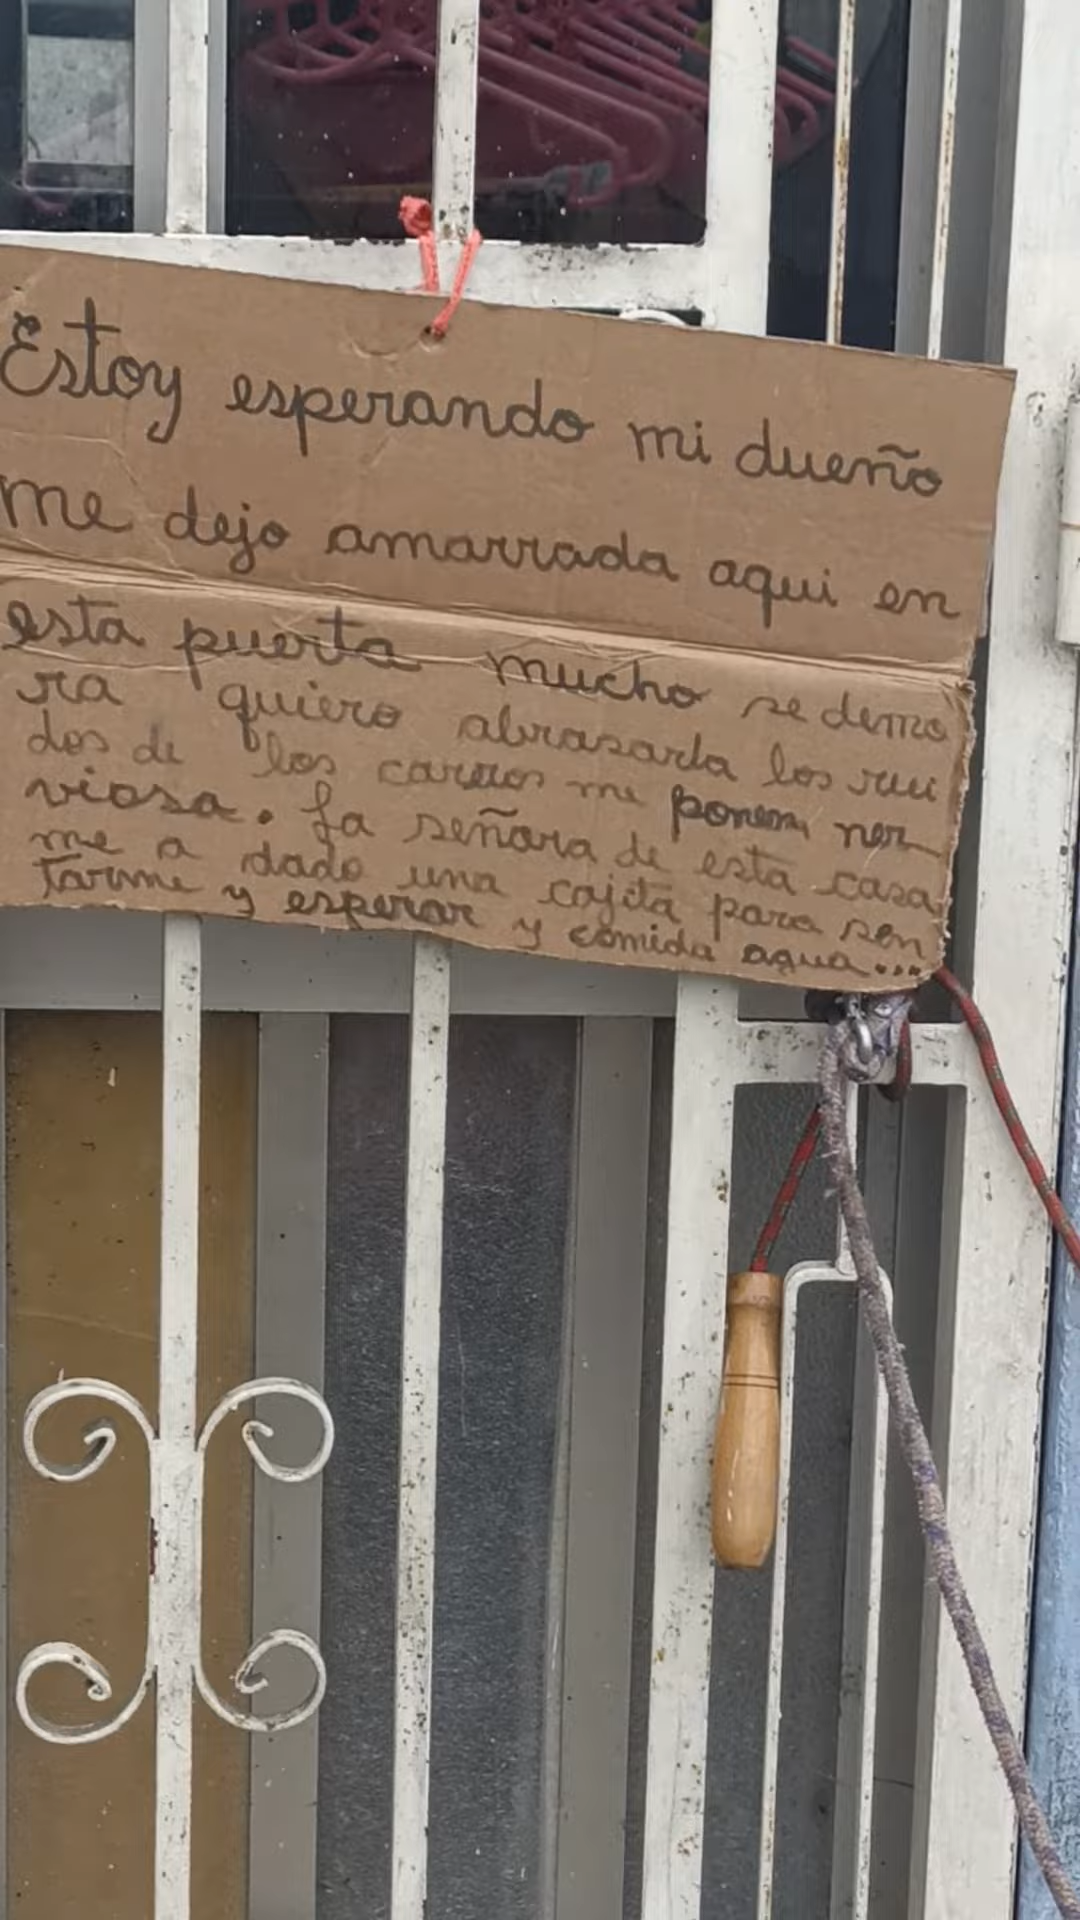 Estoy esperando mi dueño
me dejo amarrada aqui en
esta puerta mucho se demo
ra quiero abrasarla los rui
dos de los carros me ponen ner
viosa. La señora de esta casa
me a dado una cajita para sen
tarme y esperar y comida agua...